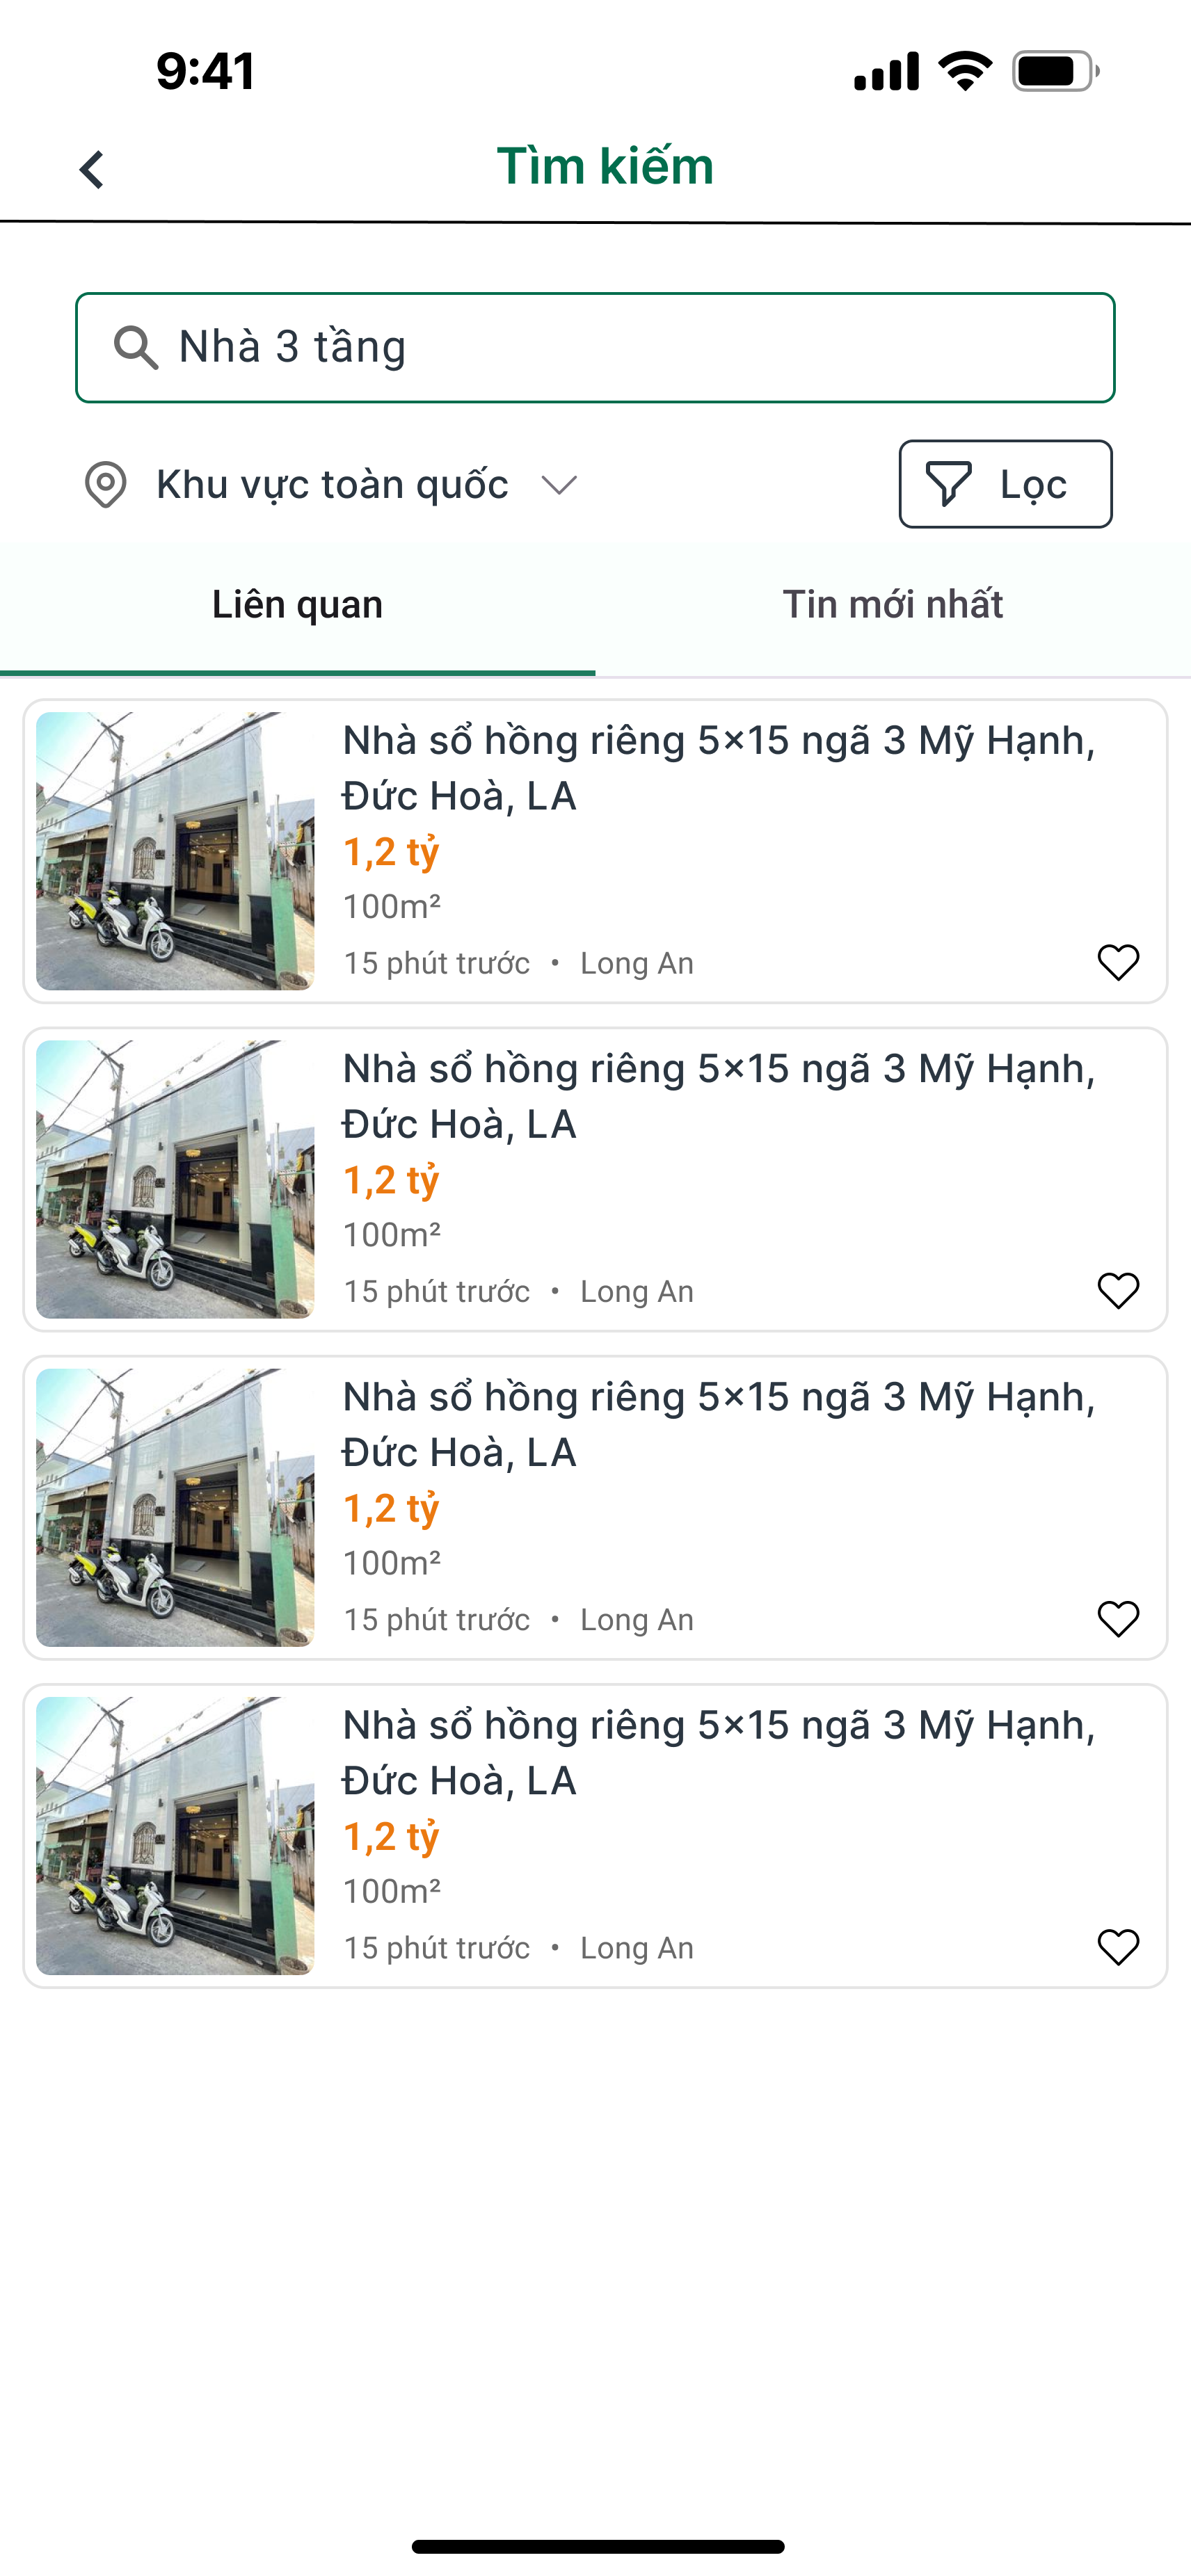 9:41
Tìm kiếm
Nhà 3 tầng
Khu vực toàn quốc
Lọc
Liên quan
Tin mới nhất
Nhà sổ hồng riêng 5×15 ngã 3 Mỹ Hạnh,
Đức Hoà, LA
1,2 tỷ
100m²
15 phút trước • Long An
Nhà sổ hồng riêng 5×15 ngã 3 Mỹ Hạnh,
Đức Hoà, LA
1,2 tỷ
100m²
15 phút trước • Long An
Nhà sổ hồng riêng 5×15 ngã 3 Mỹ Hạnh,
Đức Hoà, LA
1,2 tỷ
100m²
15 phút trước • Long An
Nhà sổ hồng riêng 5×15 ngã 3 Mỹ Hạnh,
Đức Hoà, LA
1,2 tỷ
100m²
15 phút trước • Long An